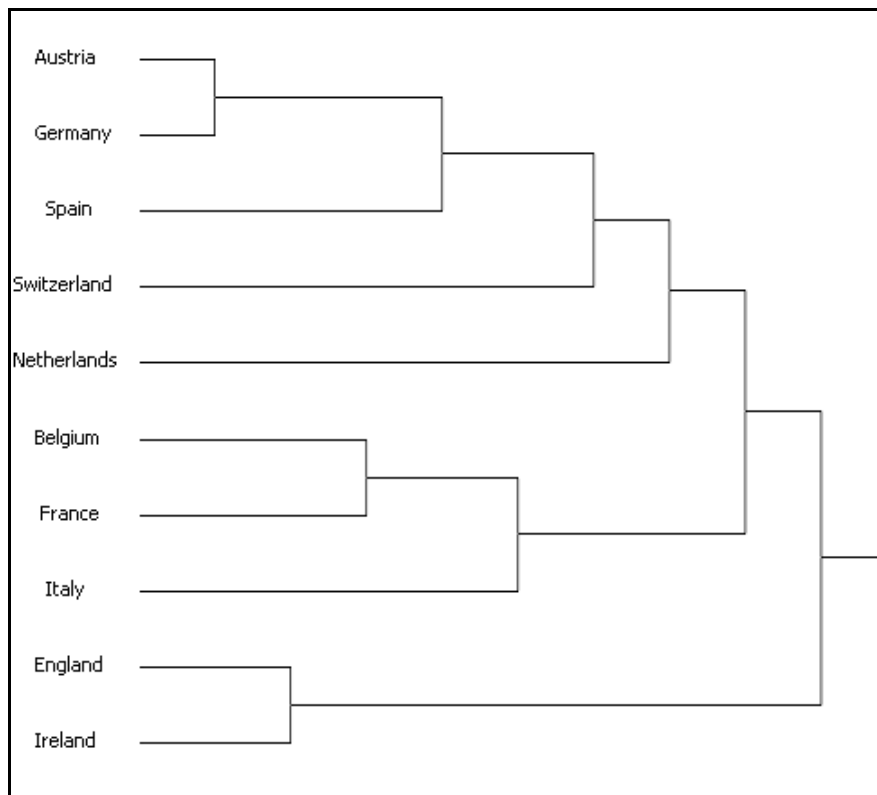 Austria
Germany
Spain
Switzerland
Netherlands
Belgium
France
Italy
England
Ireland